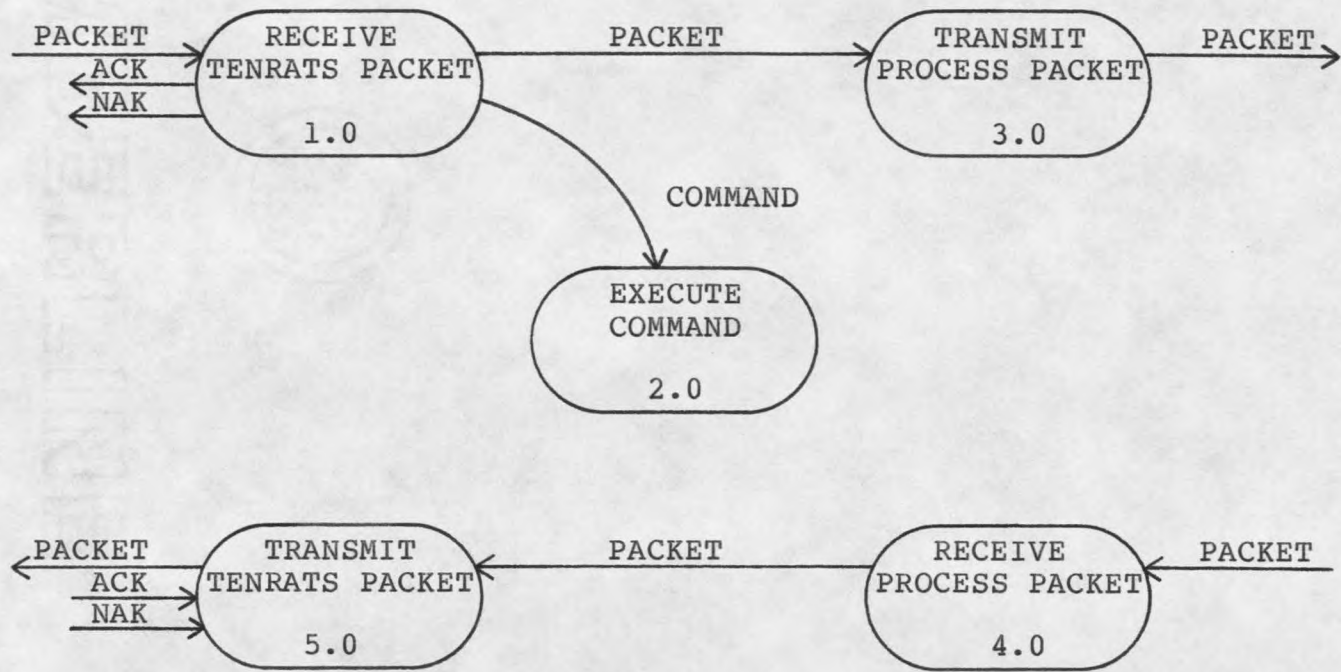 PACKET
ACK
NAK
RECEIVE
TENRATS PACKET
1.0
PACKET
TRANSMIT
PROCESS PACKET
3.0
PACKET
COMMAND
EXECUTE
COMMAND
2.0
PACKET
ACK
NAK
TRANSMIT
TENRATS PACKET
5.0
PACKET
RECEIVE
PROCESS PACKET
4.0
PACKET